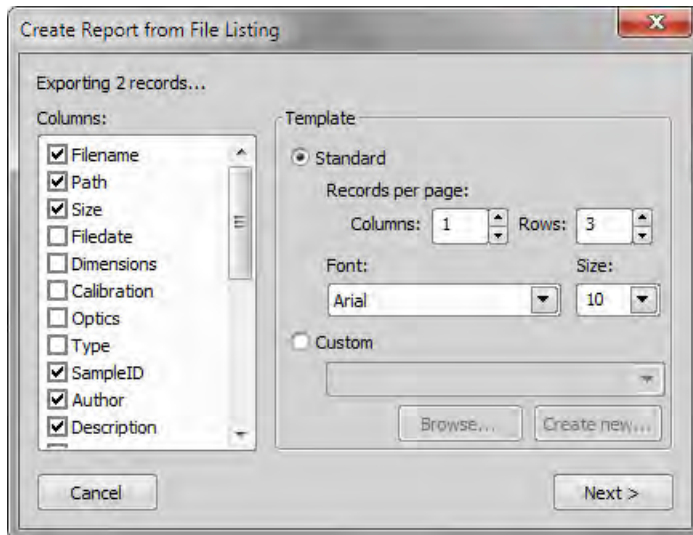 Create Report from File Listing
Exporting 2 records...
Columns:
Filename
Path
Size
Filedate
Dimensions
Calibration
Optics
Type
SampleID
Author
Description
Template
Standard
Records per page:
Columns: 1 Rows: 3
Font: Size:
Arial 10
Custom
Browse... Create new...
Cancel Next >